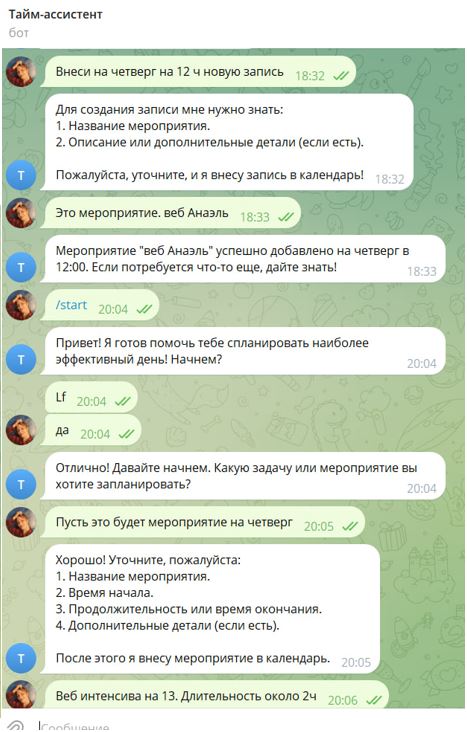 Тайм-ассистент
бот
Внеси на четверг на 12 ч новую запись 18:32
Для создания записи мне нужно знать:
1. Название мероприятия.
2. Описание или дополнительные детали (если есть).
Пожалуйста, уточните, и я внесу запись в календарь! 18:32
Т
Это мероприятие. веб Анаэль 18:33
Мероприятие "веб Анаэль" успешно добавлено на четверг в
12:00. Если потребуется что-то еще, дайте знать! 18:33
Т
/start 20:04
Привет! Я готов помочь тебе спланировать наиболее
эффективный день! Начнем? 20:04
Т
Lf 20:04
да 20:04
Отлично! Давайте начнем. Какую задачу или мероприятие вы
хотите запланировать? 20:04
Т
Пусть это будет мероприятие на четверг 20:05
Хорошо! Уточните, пожалуйста:
1. Название мероприятия.
2. Время начала.
3. Продолжительность или время окончания.
4. Дополнительные детали (если есть).
После этого я внесу мероприятие в календарь. 20:05
Т
Веб интенсива на 13. Длительность около 2ч 20:06
Сообщение